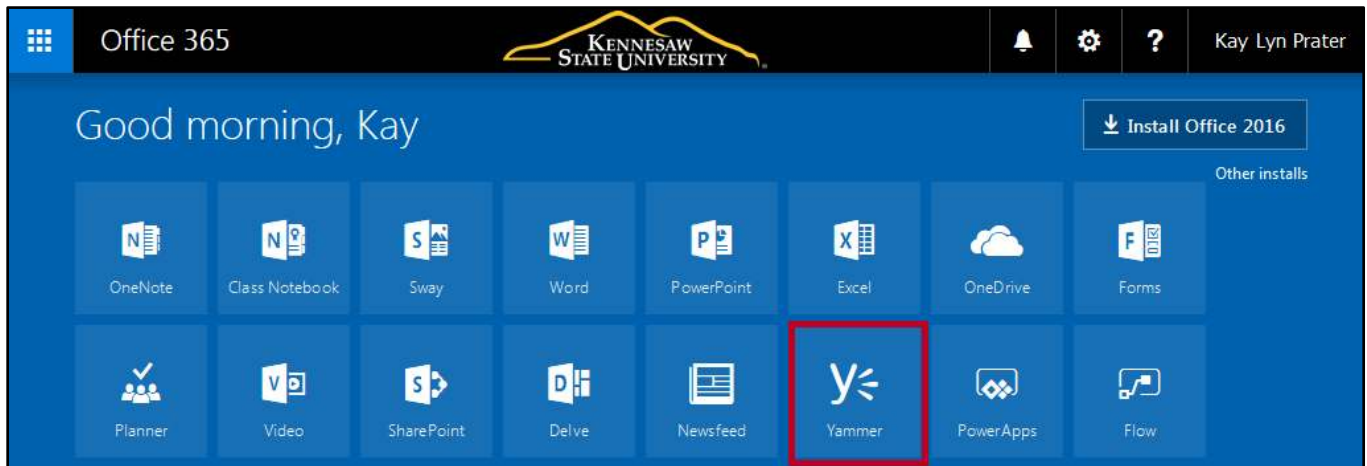 Office 365
KENNESAW
STATE UNIVERSITY
?
Kay Lyn Prater
Good morning, Kay
Install Office 2016
Other installs
OneNote
Class Notebook
Sway
Word
PowerPoint
Excel
OneDrive
Forms
Planner
Video
SharePoint
Delve
Newsfeed
Yammer
PowerApps
Flow